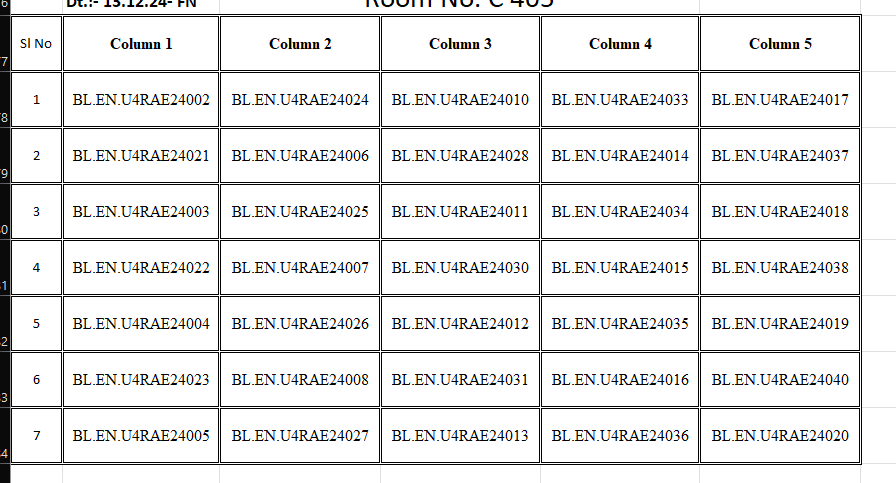 Dt.:- 13.12.24- FN Room No. C 405
Sl No Column 1 Column 2 Column 3 Column 4 Column 5
1 BL.EN.U4RAE24002 BL.EN.U4RAE24024 BL.EN.U4RAE24010 BL.EN.U4RAE24033 BL.EN.U4RAE24017
2 BL.EN.U4RAE24021 BL.EN.U4RAE24006 BL.EN.U4RAE24028 BL.EN.U4RAE24014 BL.EN.U4RAE24037
3 BL.EN.U4RAE24003 BL.EN.U4RAE24025 BL.EN.U4RAE24011 BL.EN.U4RAE24034 BL.EN.U4RAE24018
4 BL.EN.U4RAE24022 BL.EN.U4RAE24007 BL.EN.U4RAE24030 BL.EN.U4RAE24015 BL.EN.U4RAE24038
5 BL.EN.U4RAE24004 BL.EN.U4RAE24026 BL.EN.U4RAE24012 BL.EN.U4RAE24035 BL.EN.U4RAE24019
6 BL.EN.U4RAE24023 BL.EN.U4RAE24008 BL.EN.U4RAE24031 BL.EN.U4RAE24016 BL.EN.U4RAE24040
7 BL.EN.U4RAE24005 BL.EN.U4RAE24027 BL.EN.U4RAE24013 BL.EN.U4RAE24036 BL.EN.U4RAE24020